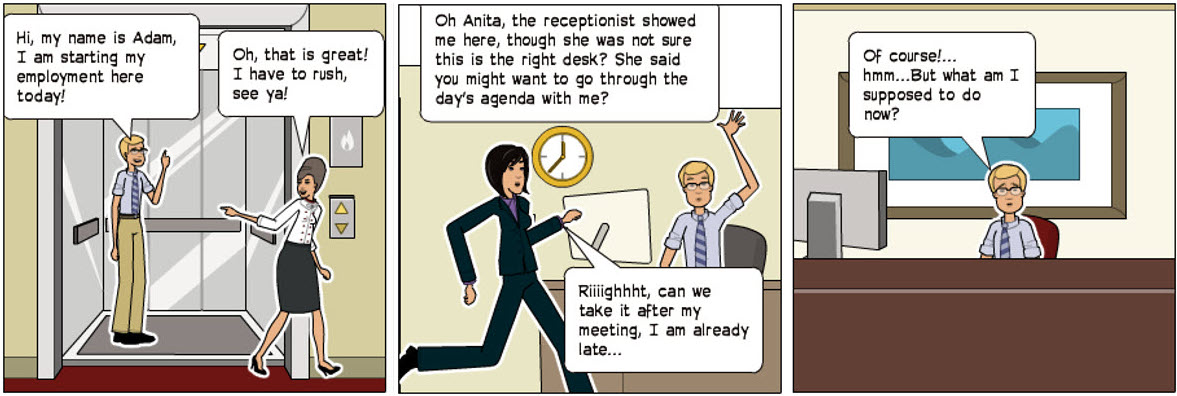 Hi, my name is Adam,
I am starting my
employment here
today!
Oh, that is great!
I have to rush,
see ya!
Oh Anita, the receptionist showed
me here, though she was not sure
this is the right desk? She said
you might want to go through the
day's agenda with me?
Riiiighhht, can we
take it after my
meeting, I am already
late...
Of course!...
hmm...But what am I
supposed to do
now?